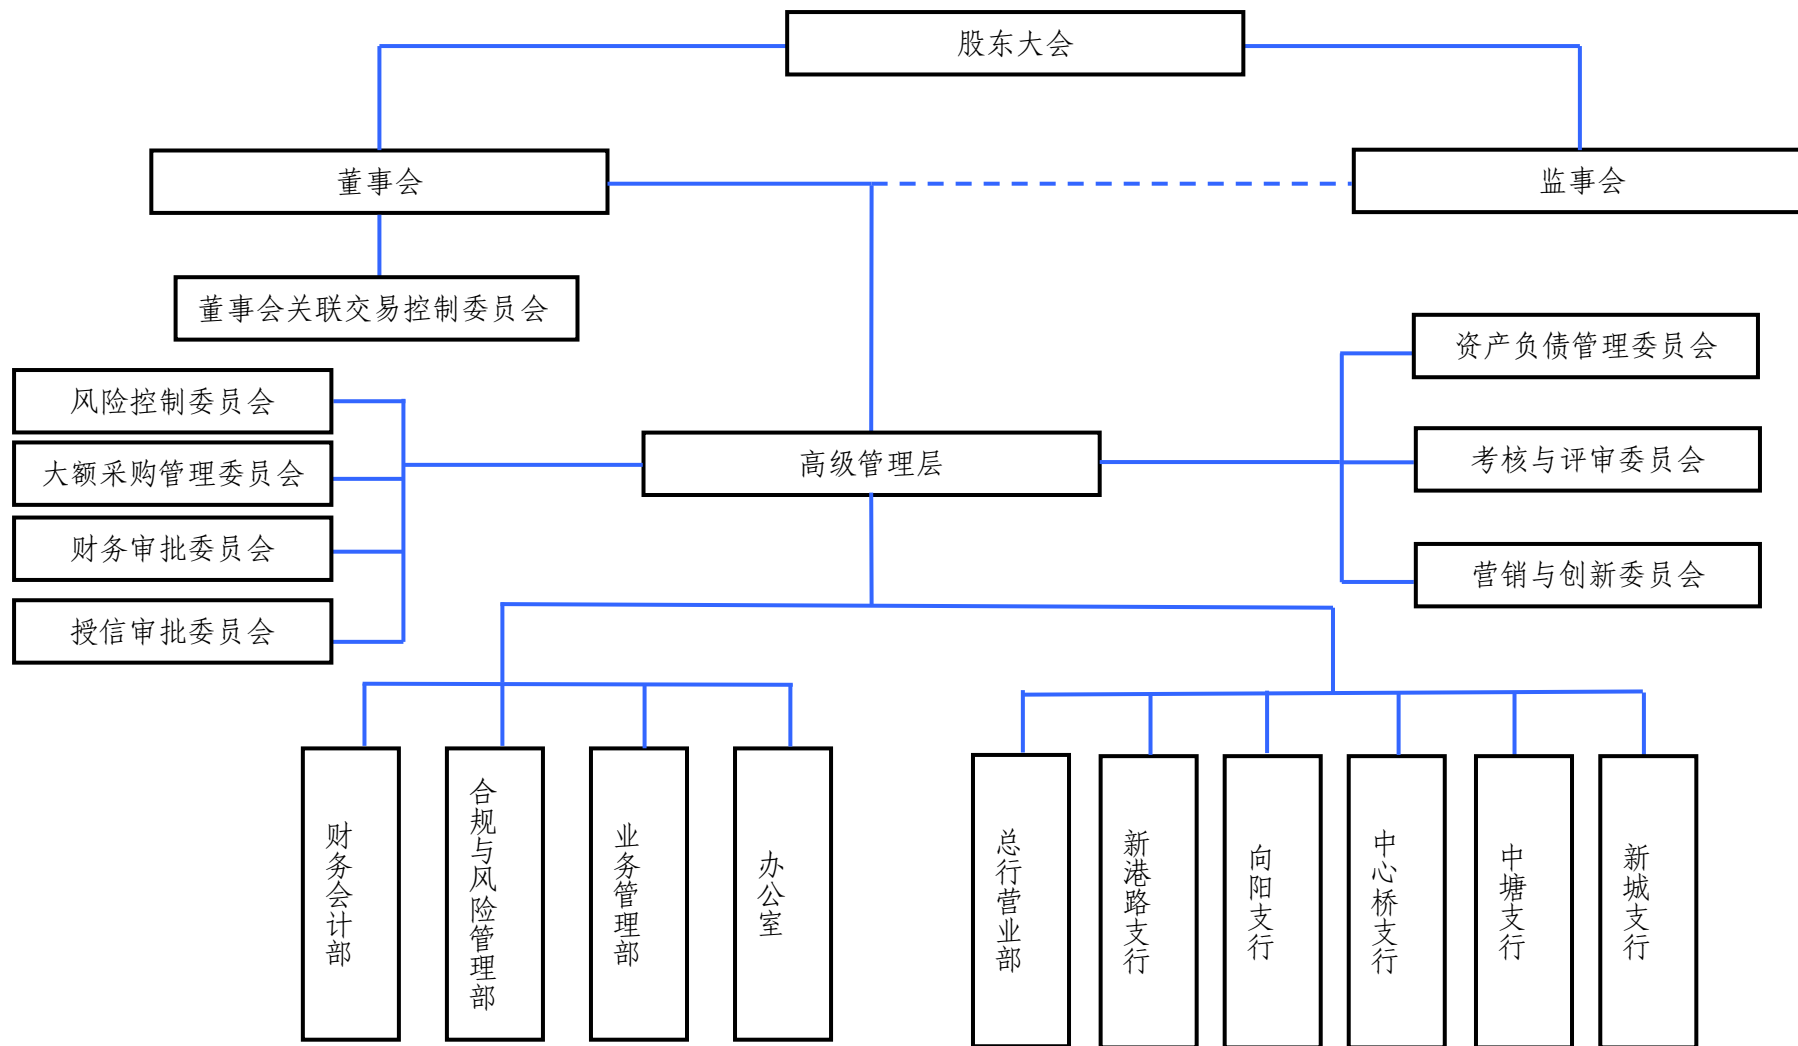 股东大会
董事会
监事会
董事会关联交易控制委员会
资产负债管理委员会
风险控制委员会
大额采购管理委员会
高级管理层
考核与评审委员会
财务审批委员会
营销与创新委员会
授信审批委员会
财务会计部
合规与风险管理部
业务管理部
办公室
总行营业部
新港路支行
向阳支行
中心桥支行
中塘支行
新城支行